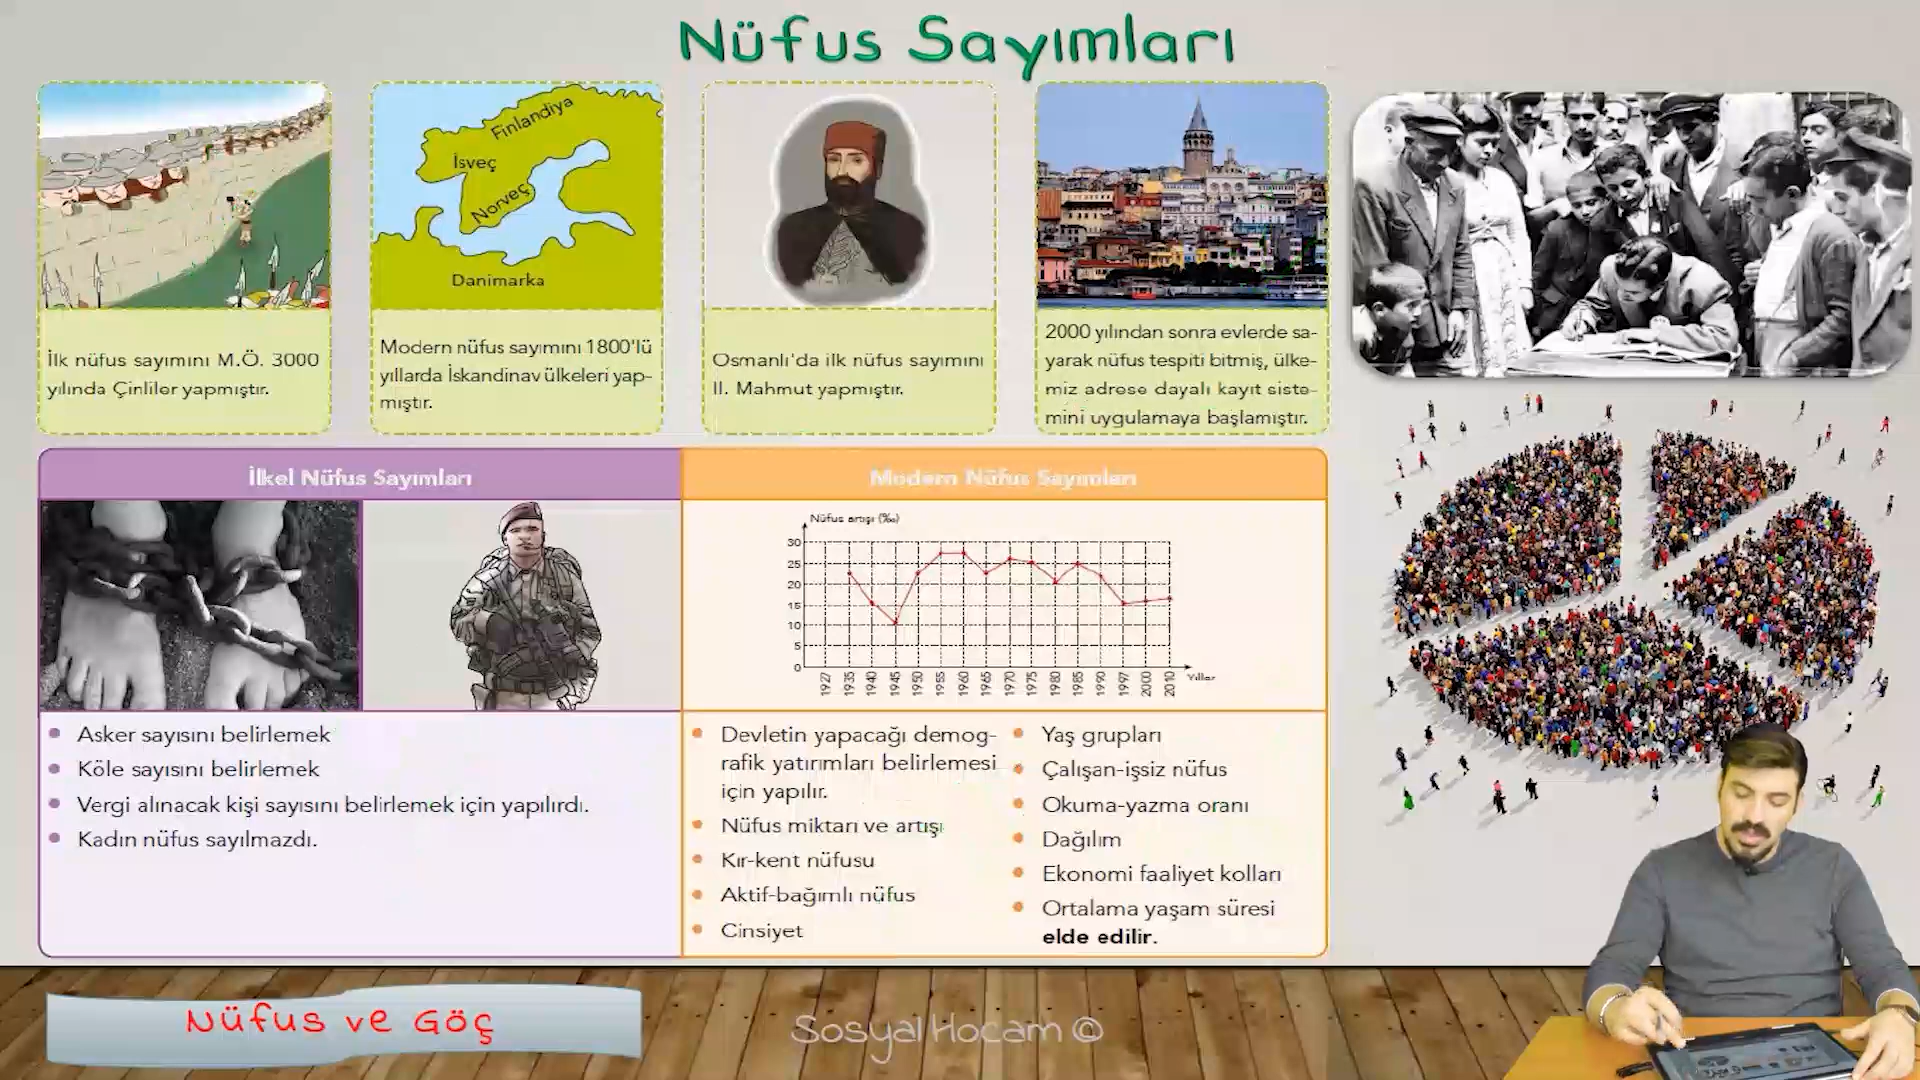 Nüfus Sayımları
Finlandiya
İsveç
Norveç
Danimarka
İlk nüfus sayımını M.Ö. 3000
yılında Çinliler yapmıştır.
Modern nüfus sayımını 1800'lü
yıllarda İskandinav ülkeleri yap-
mıştır.
Osmanlı'da ilk nüfus sayımını
II. Mahmut yapmıştır.
2000 yılından sonra evlerde sa-
yarak nüfus tespiti bitmiş, ülke-
miz adrese dayalı kayıt siste-
mini uygulamaya başlamıştır.
İlkel Nüfus Sayımları
Asker sayısını belirlemek
Köle sayısını belirlemek
Vergi alınacak kişi sayısını belirlemek için yapılırdı.
Kadın nüfus sayılmazdı.
Modern Nüfus Sayımları
Nüfus artışı (‰)
30
25
20
15
10
5
0
1927 1935 1940 1945 1950 1955 1960 1965 1970 1975 1980 1985 1990 1997 2000 2010
Yıllar
Devletin yapacağı demog-
rafik yatırımları belirlemesi
için yapılır.
Nüfus miktarı ve artışı
Kır-kent nüfusu
Aktif-bağımlı nüfus
Cinsiyet
Yaş grupları
Çalışan-işsiz nüfus
Okuma-yazma oranı
Dağılım
Ekonomi faaliyet kolları
Ortalama yaşam süresi
elde edilir.
Nüfus ve Göç
Sosyal Hocam ©